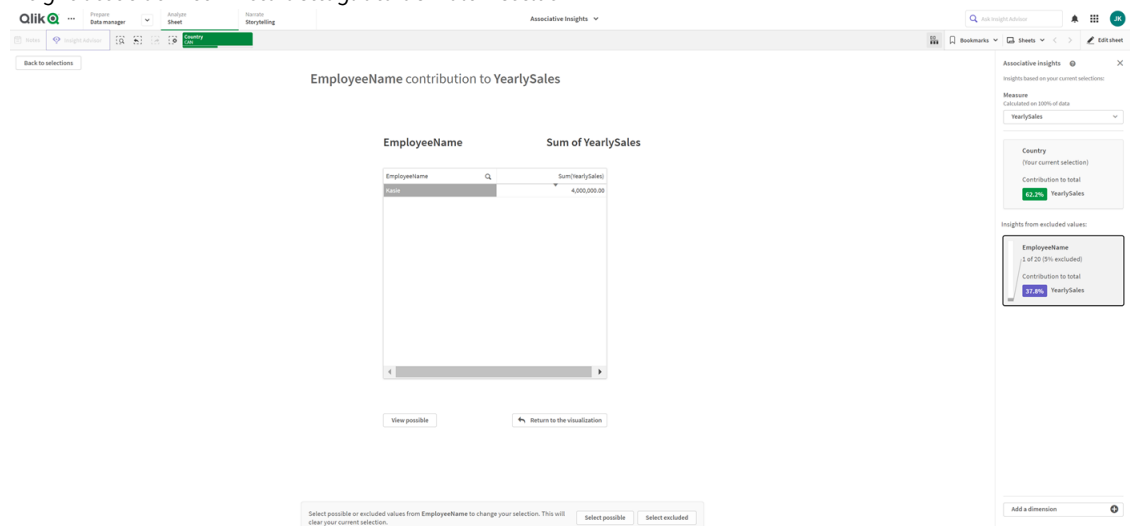 Qlik
Prepare
Data manager
Analyze
Sheet
Narrate
Storytelling
Associative Insights
Ask Insight Advisor
JK
Notes
Insight Advisor
Country
CAN
Bookmarks
Sheets
Edit sheet
Back to selections
EmployeeName contribution to YearlySales
EmployeeName
Sum of YearlySales
EmployeeName
Sum(YearlySales)
Kasie
4,000,000.00
View possible
Return to the visualization
Select possible or excluded values from EmployeeName to change your selection. This will
clear your current selection.
Select possible
Select excluded
Associative insights
Insights based on your current selections:
Measure
Calculated on 100% of data
YearlySales
Country
(Your current selection)
Contribution to total
62.2% YearlySales
Insights from excluded values:
EmployeeName
1 of 20 (5% excluded)
Contribution to total
37.8% YearlySales
Add a dimension